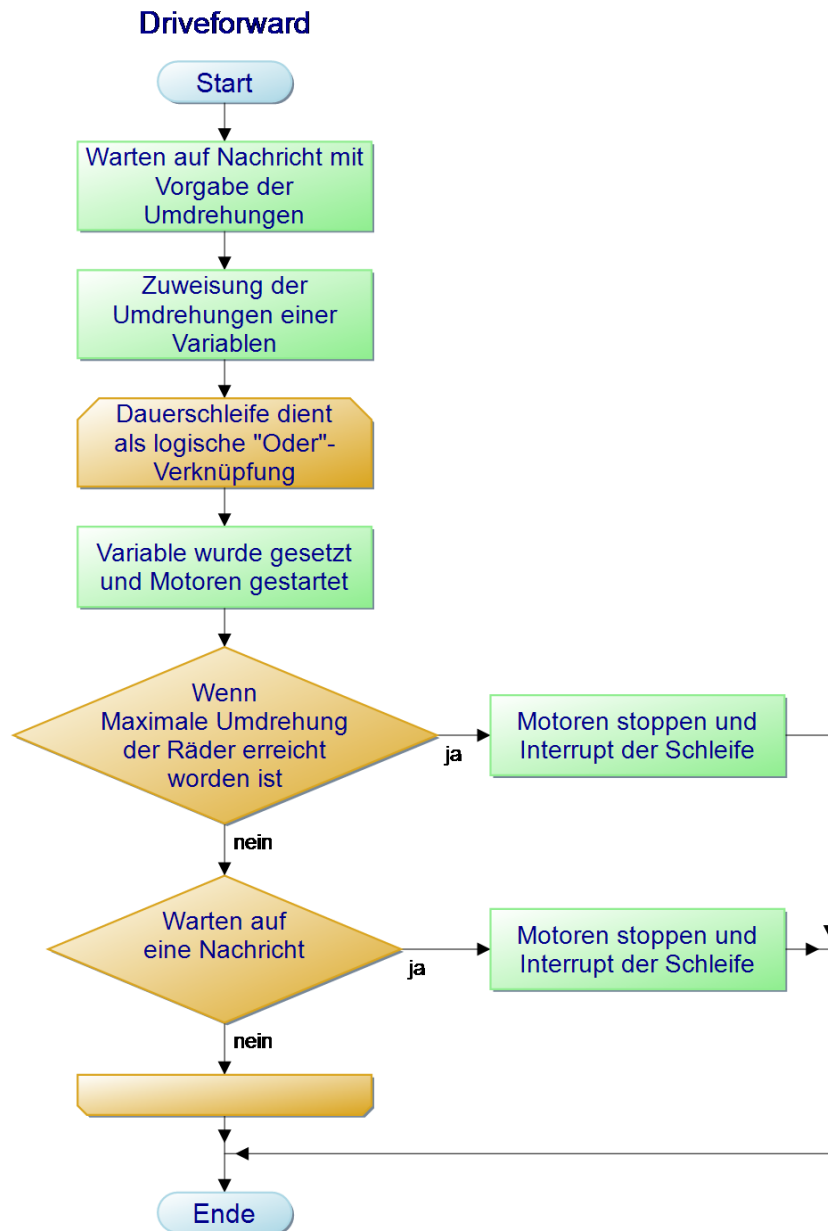 Driveforward
Start
Warten auf Nachricht mit
Vorgabe der
Umdrehungen
Zuweisung der
Umdrehungen einer
Variablen
Dauerschleife dient
als logische "Oder"-
Verknüpfung
Variable wurde gesetzt
und Motoren gestartet
Wenn
Maximale Umdrehung
der Räder erreicht
worden ist
ja
Motoren stoppen und
Interrupt der Schleife
nein
Warten auf
eine Nachricht
ja
Motoren stoppen und
Interrupt der Schleife
nein
Ende